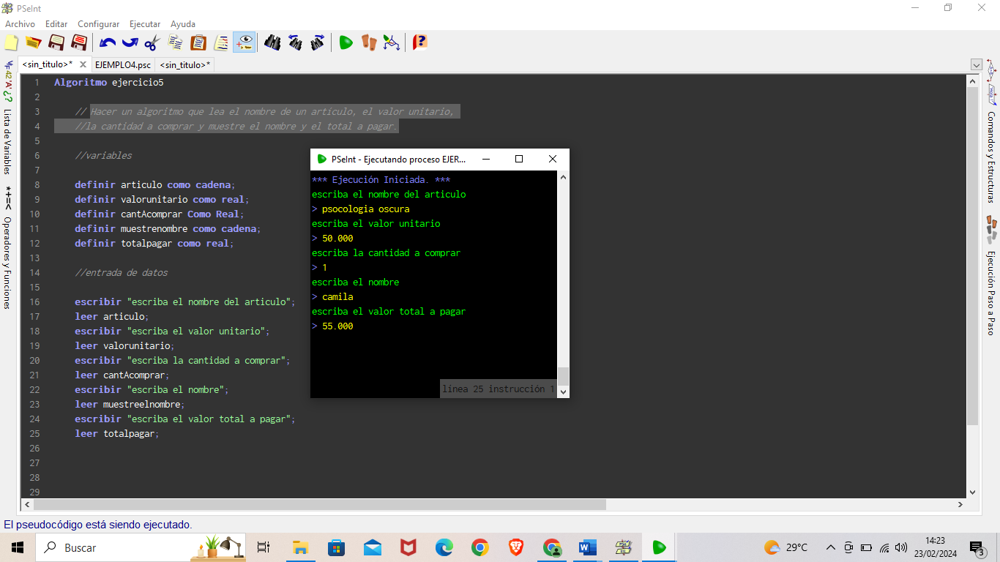 PSeInt
Archivo Editar Configurar Ejecutar Ayuda
<sin_titulo>* X EJEMPLO4.psc <sin_titulo>*
42 'A' ¿?
Lista de Variables
*+=<
Operadores y Funciones
1 Algoritmo ejercicio5
2
3 // Hacer un algoritmo que lea el nombre de un artículo, el valor unitario,
4 //la cantidad a comprar y muestre el nombre y el total a pagar.
5
6 //variables
7
8 definir articulo como cadena;
9 definir valorunitario como real;
10 definir cantAcomprar Como Real;
11 definir muestrenombre como cadena;
12 definir totalpagar como real;
13
14 //entrada de datos
15
16 escribir "escriba el nombre del articulo";
17 leer articulo;
18 escribir "escriba el valor unitario";
19 leer valorunitario;
20 escribir "escriba la cantidad a comprar";
21 leer cantAcomprar;
22 escribir "escriba el nombre";
23 leer muestreelnombre;
24 escribir "escriba el valor total a pagar";
25 leer totalpagar;
26
27
28
29
PSeInt - Ejecutando proceso EJER...
*** Ejecución Iniciada. ***
escriba el nombre del articulo
> psocologia oscura
escriba el valor unitario
> 50.000
escriba la cantidad a comprar
> 1
escriba el nombre
> camila
escriba el valor total a pagar
> 55.000
línea 25 instrucción 1
Comandos y Estructuras
Ejecución Paso a Paso
El pseudocódigo está siendo ejecutado.
Buscar
29°C
14:23
23/02/2024
3